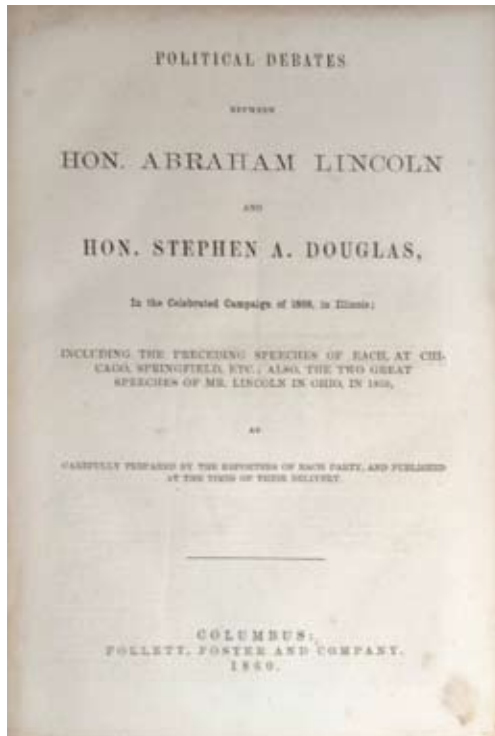 POLITICAL DEBATES
BETWEEN
HON. ABRAHAM LINCOLN
AND
HON. STEPHEN A. DOUGLAS,
In the Celebrated Campaign of 1858, in Illinois;
INCLUDING THE PRECEDING SPEECHES OF EACH, AT CHI-
CAGO, SPRINGFIELD, ETC.; ALSO, THE TWO GREAT
SPEECHES OF MR. LINCOLN IN OHIO, IN 1859,
AS
CAREFULLY PREPARED BY THE REPORTERS OF EACH PARTY, AND PUBLISHED
AT THE TIMES OF THEIR DELIVERY.
COLUMBUS:
FOLLETT, FOSTER AND COMPANY.
1860.